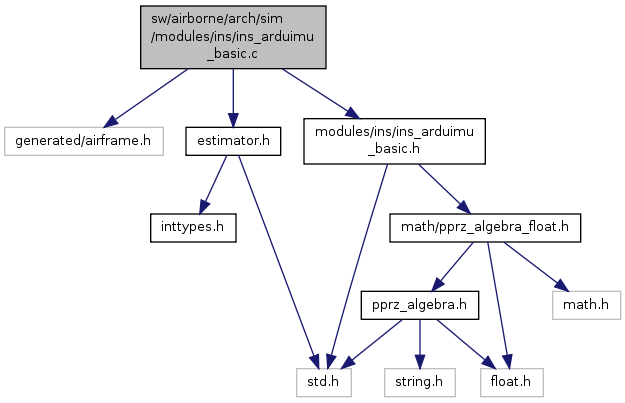 sw/airborne/arch/sim
/modules/ins/ins_arduimu
_basic.c
generated/airframe.h
estimator.h
modules/ins/ins_arduimu
_basic.h
inttypes.h
math/pprz_algebra_float.h
pprz_algebra.h
math.h
std.h
string.h
float.h